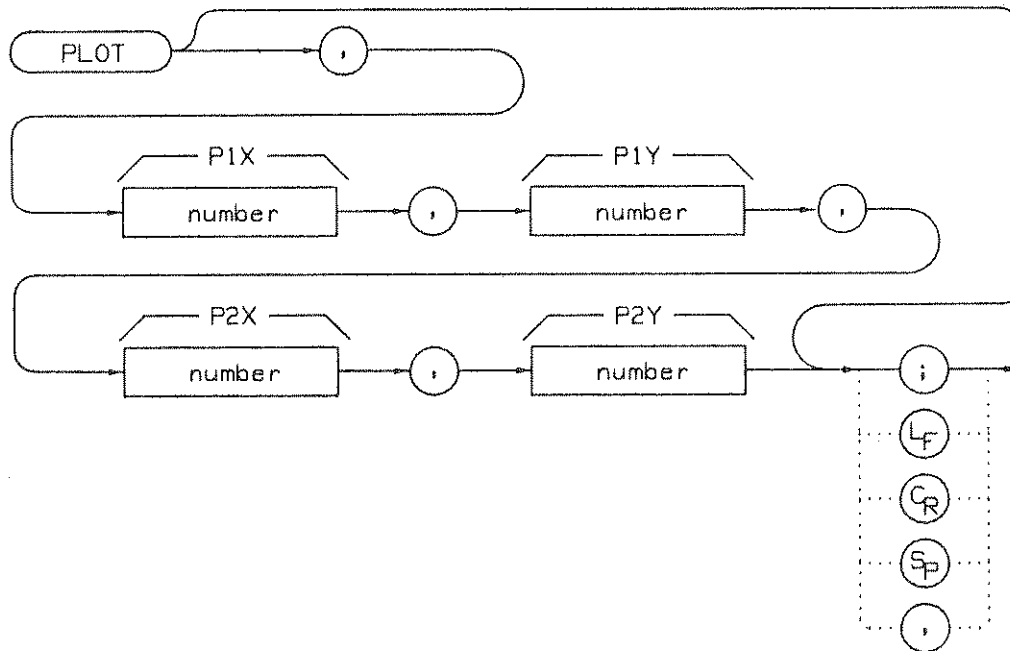 PLOT ,
P1X P1Y
number , number ,
P2X P2Y
number , number ;
LF
CR
SP
,